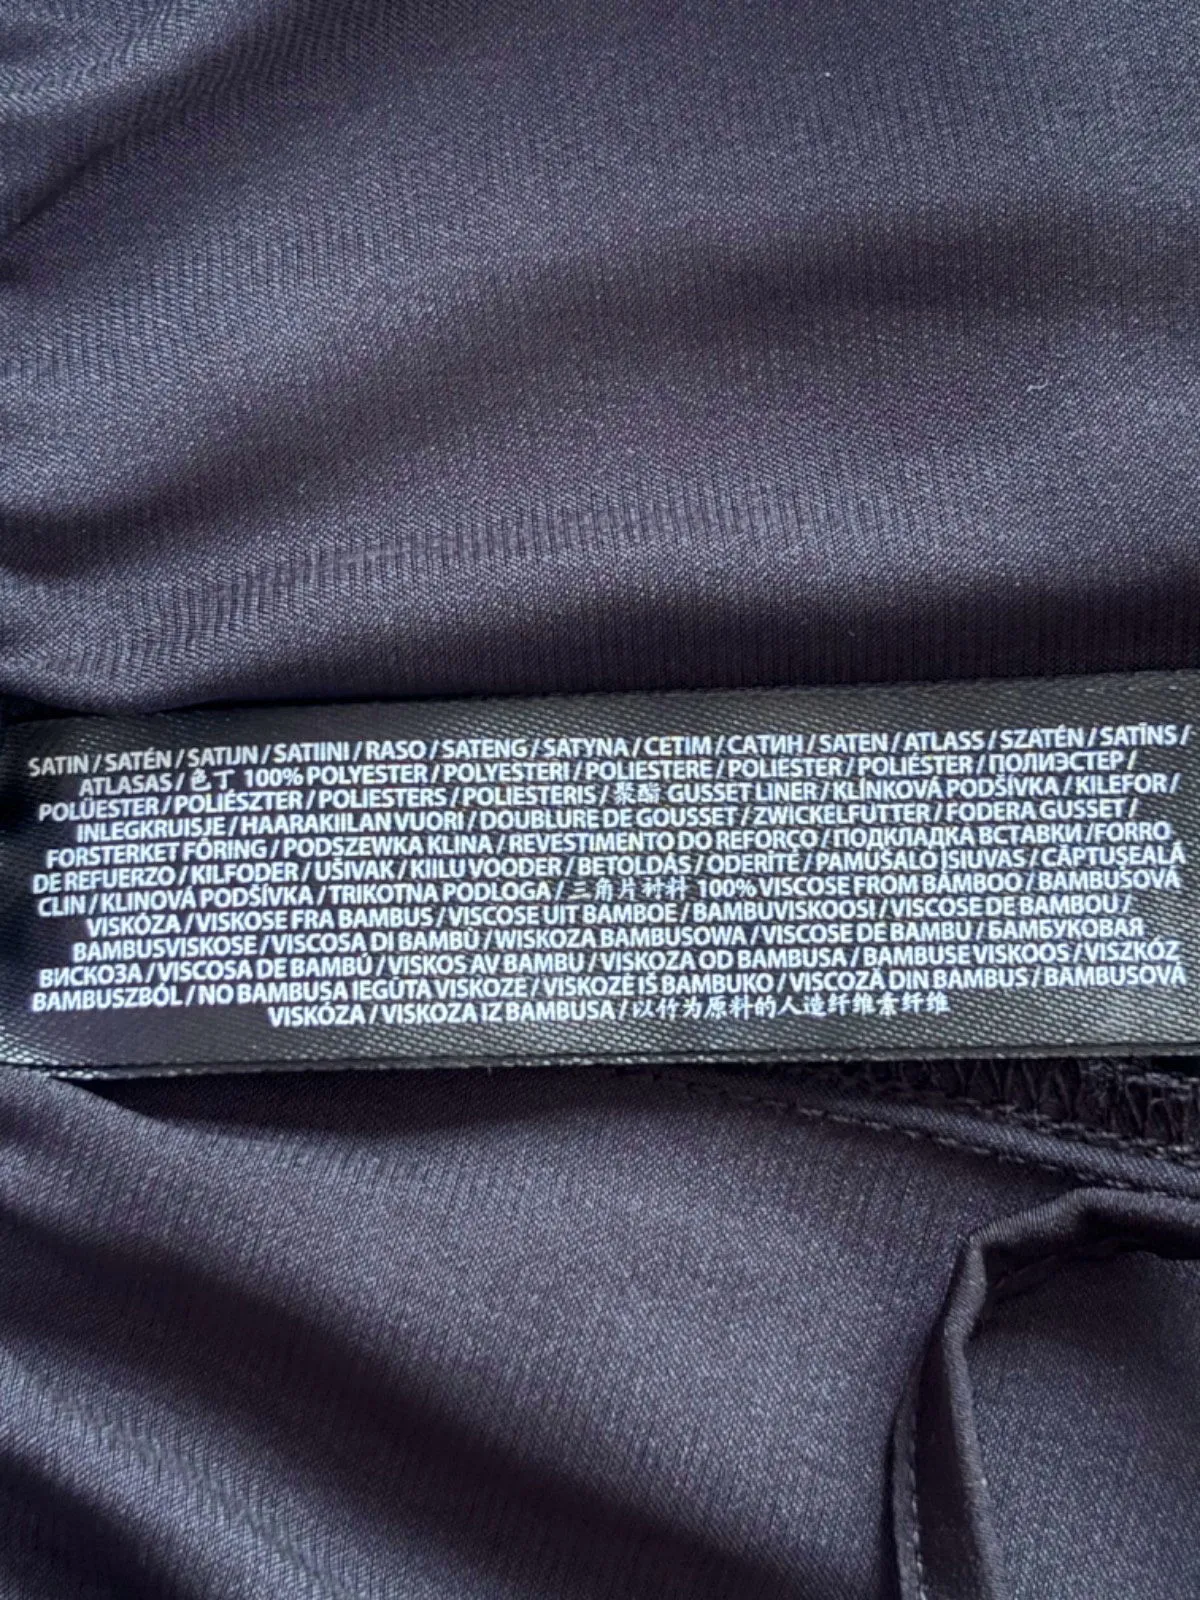 SATIN / SATÉN / SATIJN / SATIINI / RASO / SATENG / SATYNA / CETIM / САТИН / SATEN / ATLASS / SZATÉN / SATĪNS /
ATLASAS / 色丁 100% POLYESTER / POLYESTERI / POLIESTERE / POLIESTER / POLIÉSTER / ПОЛИЭСТЕР /
POLÜESTER / POLIÉSZTER / POLIESTERS / POLIESTERIS / 聚酯 GUSSET LINER / KLÍNKOVÁ PODŠÍVKA / KILEFOR /
INLEGKRUISJE / HAARAKIILAN VUORI / DOUBLURE DE GOUSSET / ZWICKELFUTTER / FODERA GUSSET /
FORSTERKET FÔRING / PODSZEWKA KLINA / REVESTIMENTO DO REFORÇO / ПОДКЛАДКА ВСТАВКИ / FORRO
DE REFUERZO / KILFODER / UŠIVAK / KIILU VOODER / BETOLDÁS / ODERĪTE / PAMUŠALO ĮSIUVAS / CĂPTUȘEALĂ
CLIN / KLINOVÁ PODŠÍVKA / TRIKOTNA PODLOGA / 三角片衬料 100% VISCOSE FROM BAMBOO / BAMBUSOVÁ
VISKÓZA / VISKOSE FRA BAMBUS / VISCOSE UIT BAMBOE / BAMBUVISKOOSI / VISCOSE DE BAMBOU /
BAMBUSVISKOSE / VISCOSA DI BAMBÙ / WISKOZA BAMBUSOWA / VISCOSE DE BAMBU / БАМБУКОВАЯ
ВИСКОЗА / VISCOSA DE BAMBÚ / VISKOS AV BAMBU / VISKOZA OD BAMBUSA / BAMBUSE VISKOOS / VISZKÓZ
BAMBUSZBÓL / NO BAMBUSA IEGŪTA VISKOZE / VISKOZĖ IŠ BAMBUKO / VISCOZĂ DIN BAMBUS / BAMBUSOVÁ
VISKÓZA / VISKOZA IZ BAMBUSA / 以竹为原料的人造纤维素纤维